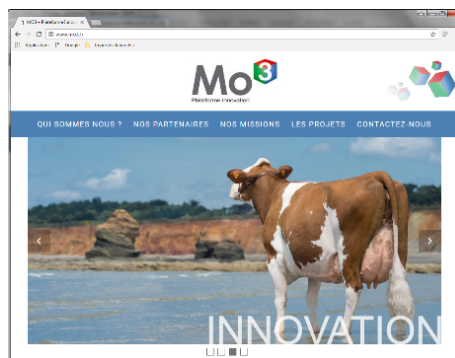 Mo3
Plateforme Innovation
QUI SOMMES NOUS ? NOS PARTENAIRES NOS MISSIONS LES PROJETS CONTACTEZ-NOUS
INNOVATION